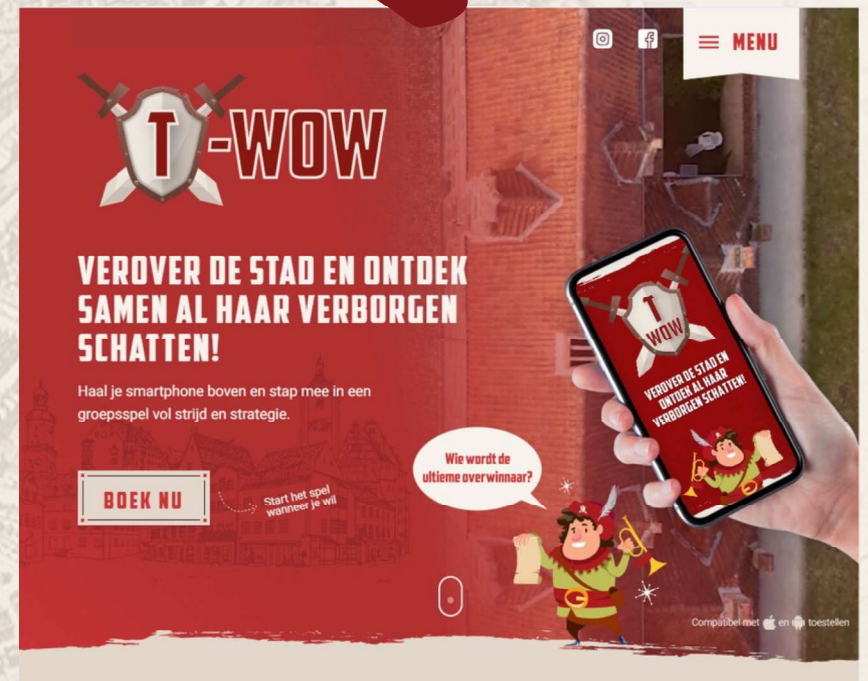 MENU
T-WOW
VEROVER DE STAD EN ONTDEK
SAMEN AL HAAR VERBORGEN
SCHATTEN!
Haal je smartphone boven en stap mee in een
groepsspel vol strijd en strategie.
BOEK NU
Start het spel
wanneer je wil
Wie wordt de
ultieme overwinnaar?
T
WOW
VEROVER DE STAD EN
ONTDEK AL HAAR
VERBORGEN SCHATTEN!
Compatibel met en toestellen